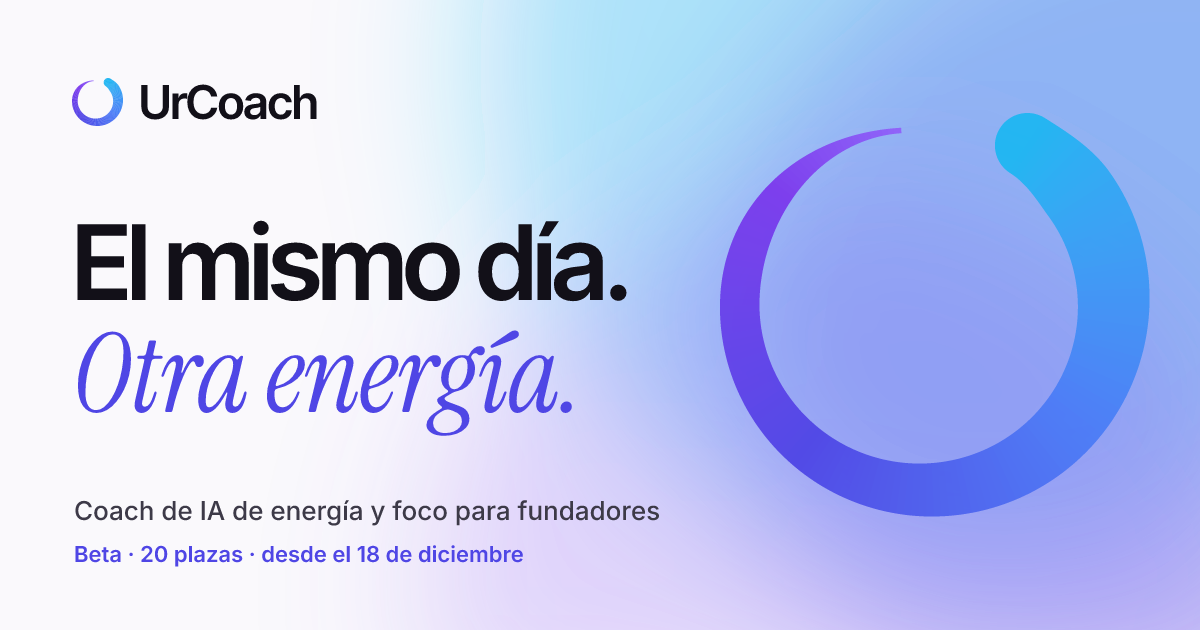 UrCoach
El mismo día.
Otra energía.
Coach de IA de energía y foco para fundadores
Beta · 20 plazas · desde el 18 de diciembre